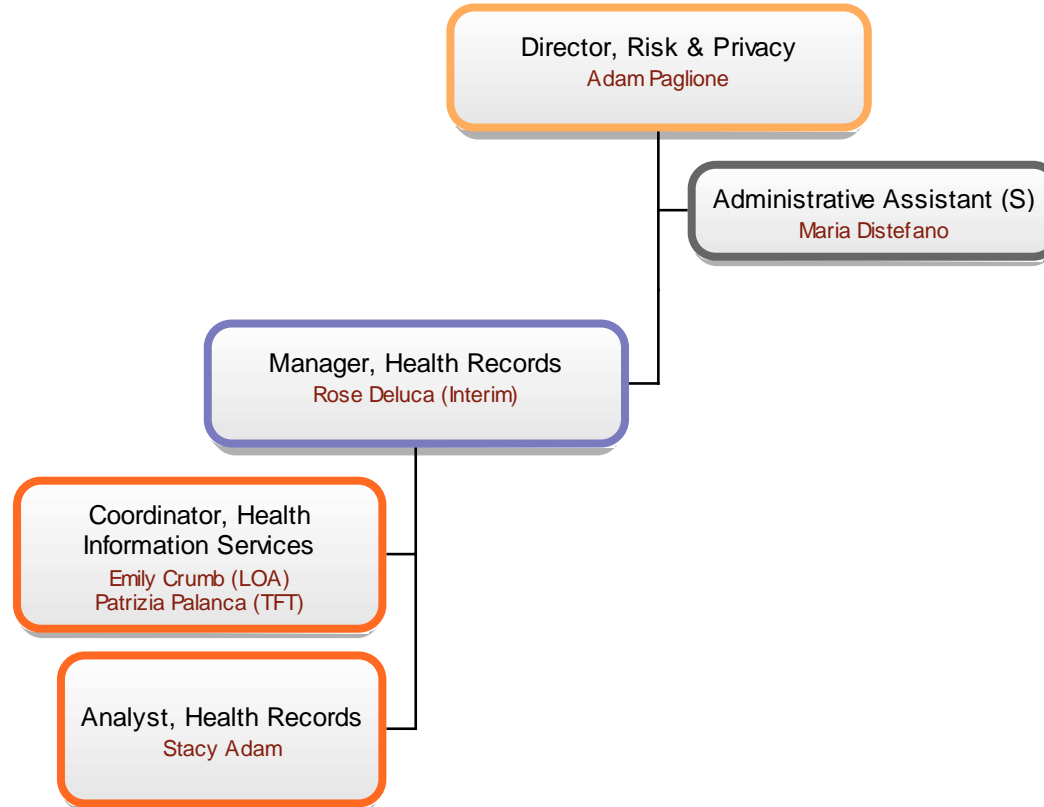 Director, Risk & Privacy
Adam Paglione
Administrative Assistant (S)
Maria Distefano
Manager, Health Records
Rose Deluca (Interim)
Coordinator, Health
Information Services
Emily Crumb (LOA)
Patrizia Palanca (TFT)
Analyst, Health Records
Stacy Adam